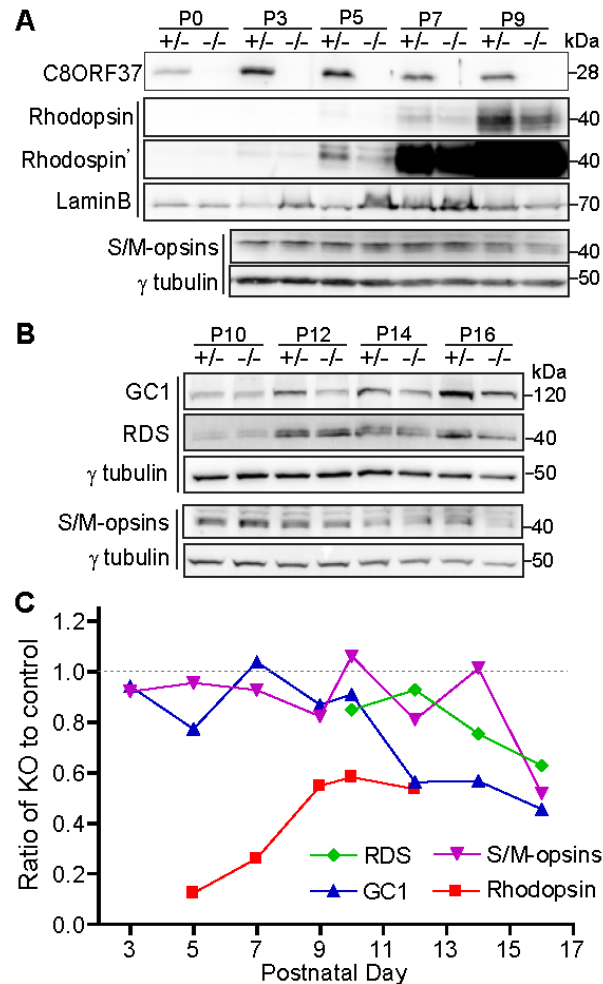 A
P0 P3 P5 P7 P9
+/- -/- +/- -/- +/- -/- +/- -/- +/- -/- kDa
C8ORF37 28
Rhodopsin 40
Rhodospin' 40
LaminB 70
S/M-opsins 40
γ tubulin 50
B
P10 P12 P14 P16
+/- -/- +/- -/- +/- -/- +/- -/- kDa
GC1 120
RDS 40
γ tubulin 50
S/M-opsins 40
γ tubulin 50
C
Ratio of KO to control
1.2
1.0
0.8
0.6
0.4
0.2
0.0
RDS S/M-opsins
GC1 Rhodopsin
3 5 7 9 11 13 15 17
Postnatal Day